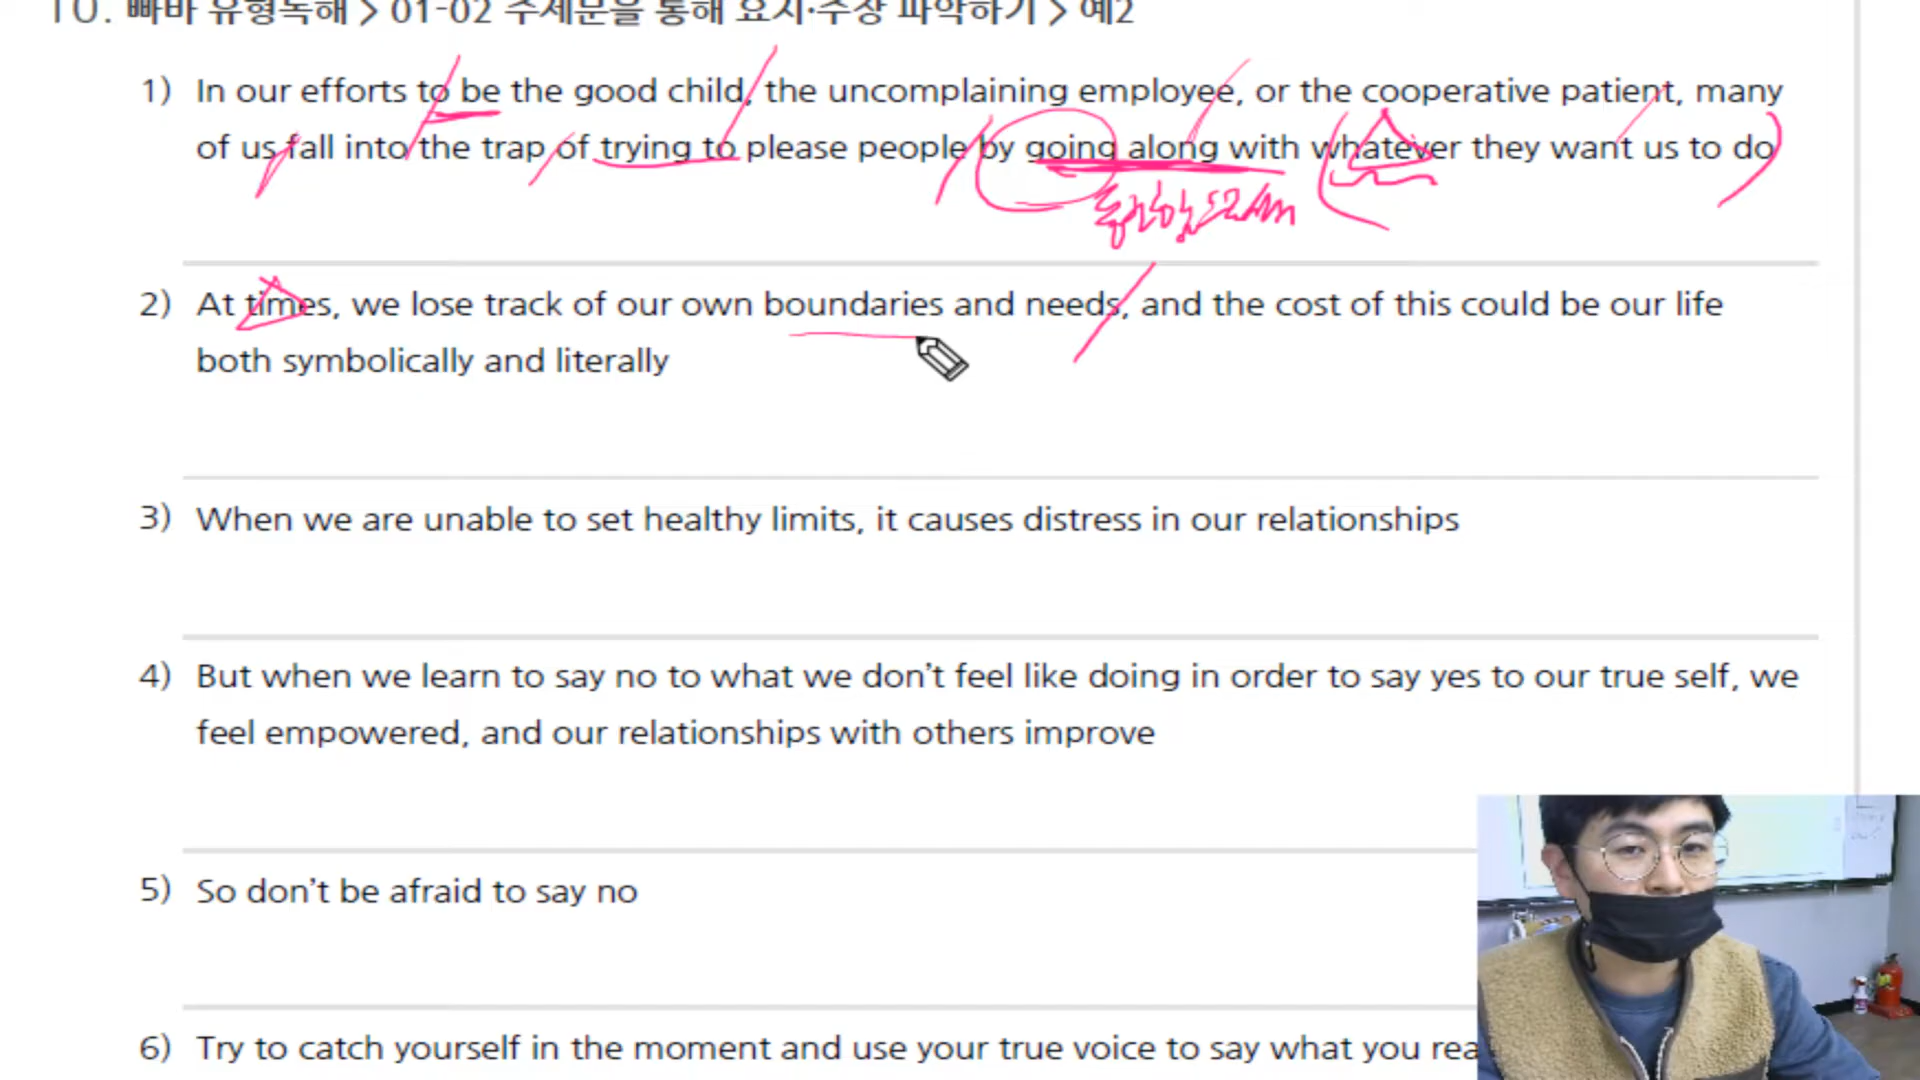 10. 빠바 유형독해 > 01-02 주제문을 통해 요지·주장 파악하기 > 예2
1) In our efforts to be the good child, the uncomplaining employee, or the cooperative patient, many
of us fall into the trap of trying to please people by going along with whatever they want us to do
2) At times, we lose track of our own boundaries and needs, and the cost of this could be our life
both symbolically and literally
3) When we are unable to set healthy limits, it causes distress in our relationships
4) But when we learn to say no to what we don't feel like doing in order to say yes to our true self, we
feel empowered, and our relationships with others improve
5) So don't be afraid to say no
6) Try to catch yourself in the moment and use your true voice to say what you rea